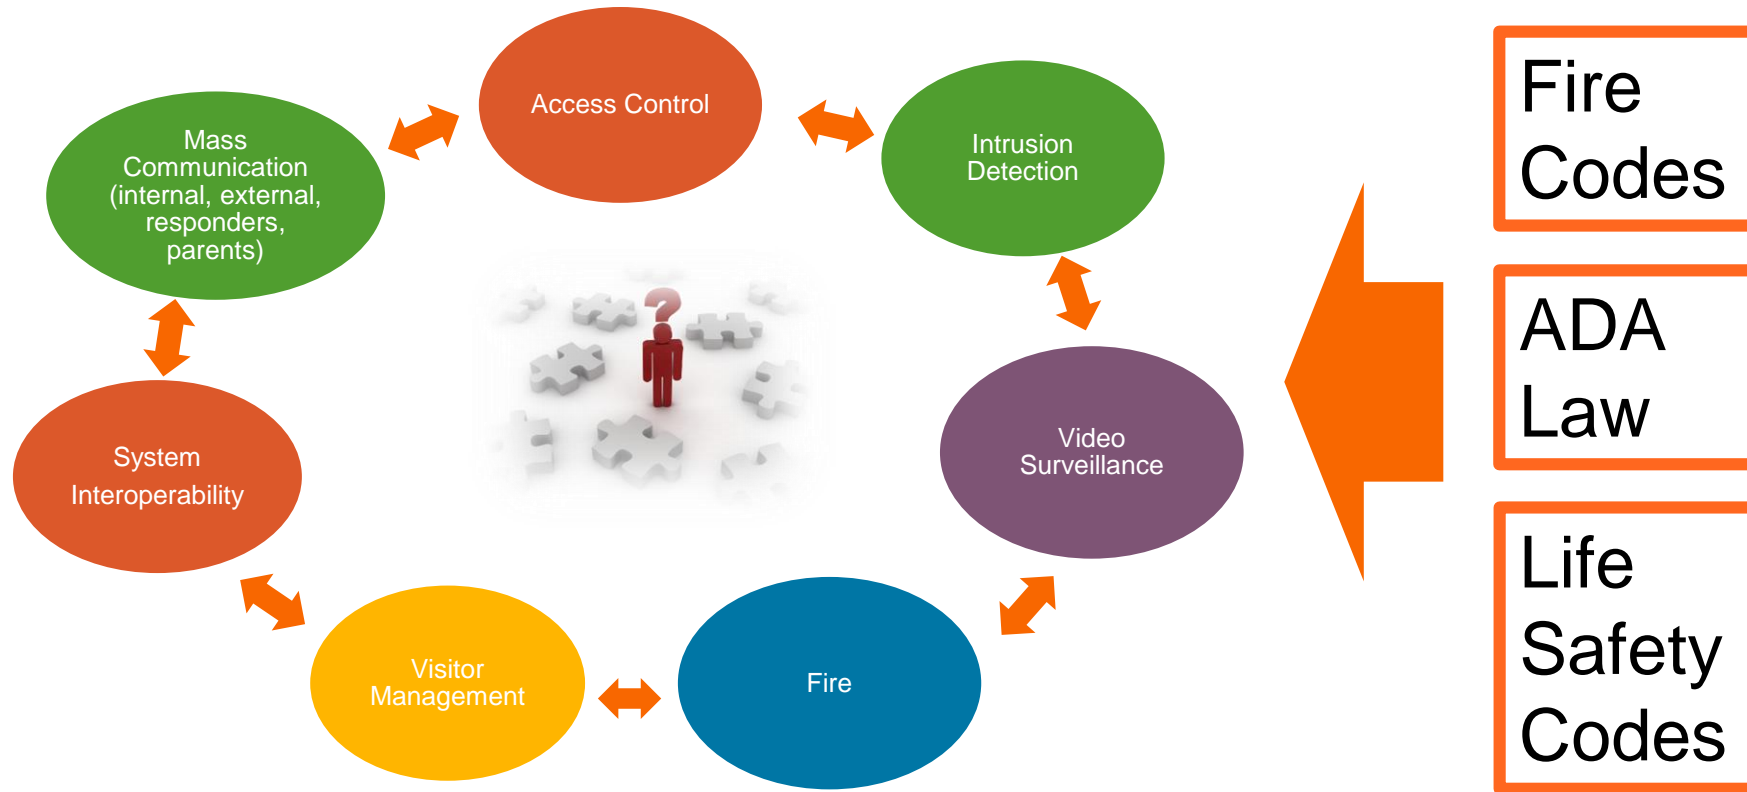 Access Control
Intrusion
Detection
Mass
Communication
(internal, external,
responders,
parents)
Video
Surveillance
System
Interoperability
Visitor
Management
Fire
?
Fire
Codes
ADA
Law
Life
Safety
Codes